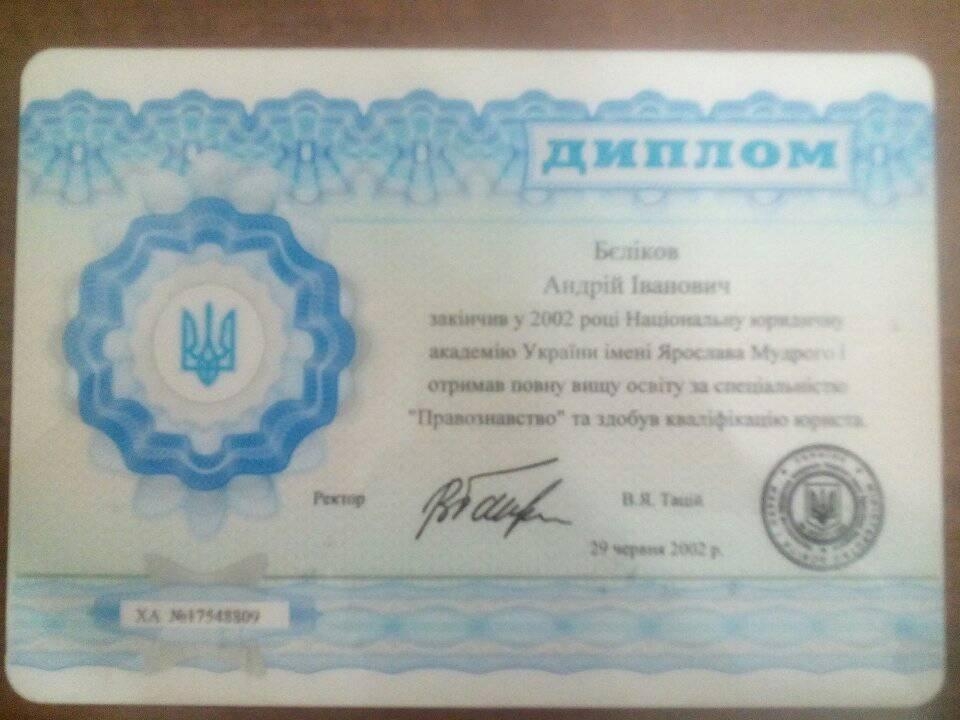 ДИПЛОМ
Бєліков
Андрій Іванович
закінчив у 2002 році Національну юридичну
академію України імені Ярослава Мудрого і
отримав повну вищу освіту за спеціальністю
"Правознавство" та здобув кваліфікацію юриста.
Ректор
В.Я. Тацій
29 червня 2002 р.
ХА №17548809